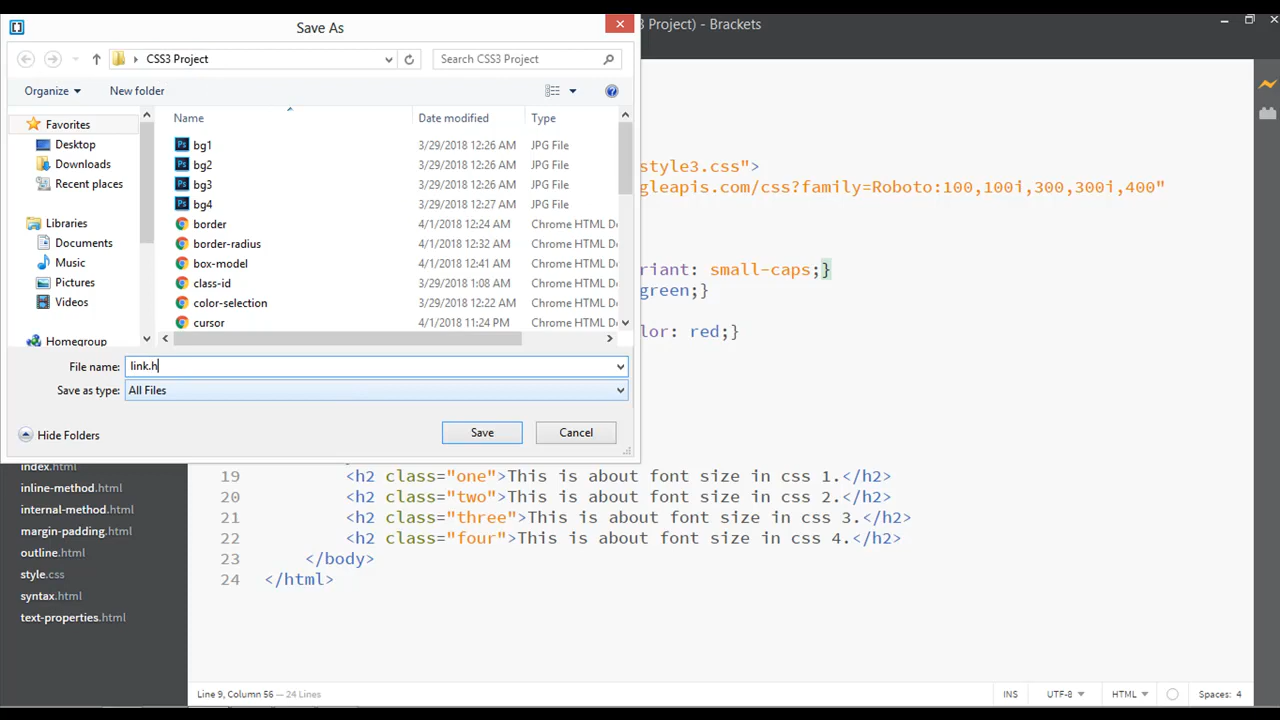 Save As
Project) - Brackets
CSS3 Project
Search CSS3 Project
Organize
New folder
Name
Date modified
Type
Favorites
Desktop
Downloads
Recent places
Libraries
Documents
Music
Pictures
Videos
Homegroup
bg1 3/29/2018 12:26 AM JPG File
bg2 3/29/2018 12:26 AM JPG File
bg3 3/29/2018 12:26 AM JPG File
bg4 3/29/2018 12:27 AM JPG File
border 4/1/2018 12:24 AM Chrome HTML Do
border-radius 4/1/2018 12:32 AM Chrome HTML Do
box-model 4/1/2018 12:41 AM Chrome HTML Do
class-id 3/29/2018 1:08 AM Chrome HTML Do
color-selection 3/29/2018 12:22 AM Chrome HTML Do
cursor 4/1/2018 11:24 PM Chrome HTML Do
File name: link.h
Save as type: All Files
Hide Folders
Save
Cancel
style3.css">
gleapis.com/css?family=Roboto:100,100i,300,300i,400"
riant: small-caps;}
green;}
lor: red;}
index.html
inline-method.html
internal-method.html
margin-padding.html
outline.html
style.css
syntax.html
text-properties.html
19 <h2 class="one">This is about font size in css 1.</h2>
20 <h2 class="two">This is about font size in css 2.</h2>
21 <h2 class="three">This is about font size in css 3.</h2>
22 <h2 class="four">This is about font size in css 4.</h2>
23 </body>
24 </html>
Line 9, Column 56 — 24 Lines
INS
UTF-8
HTML
Spaces: 4